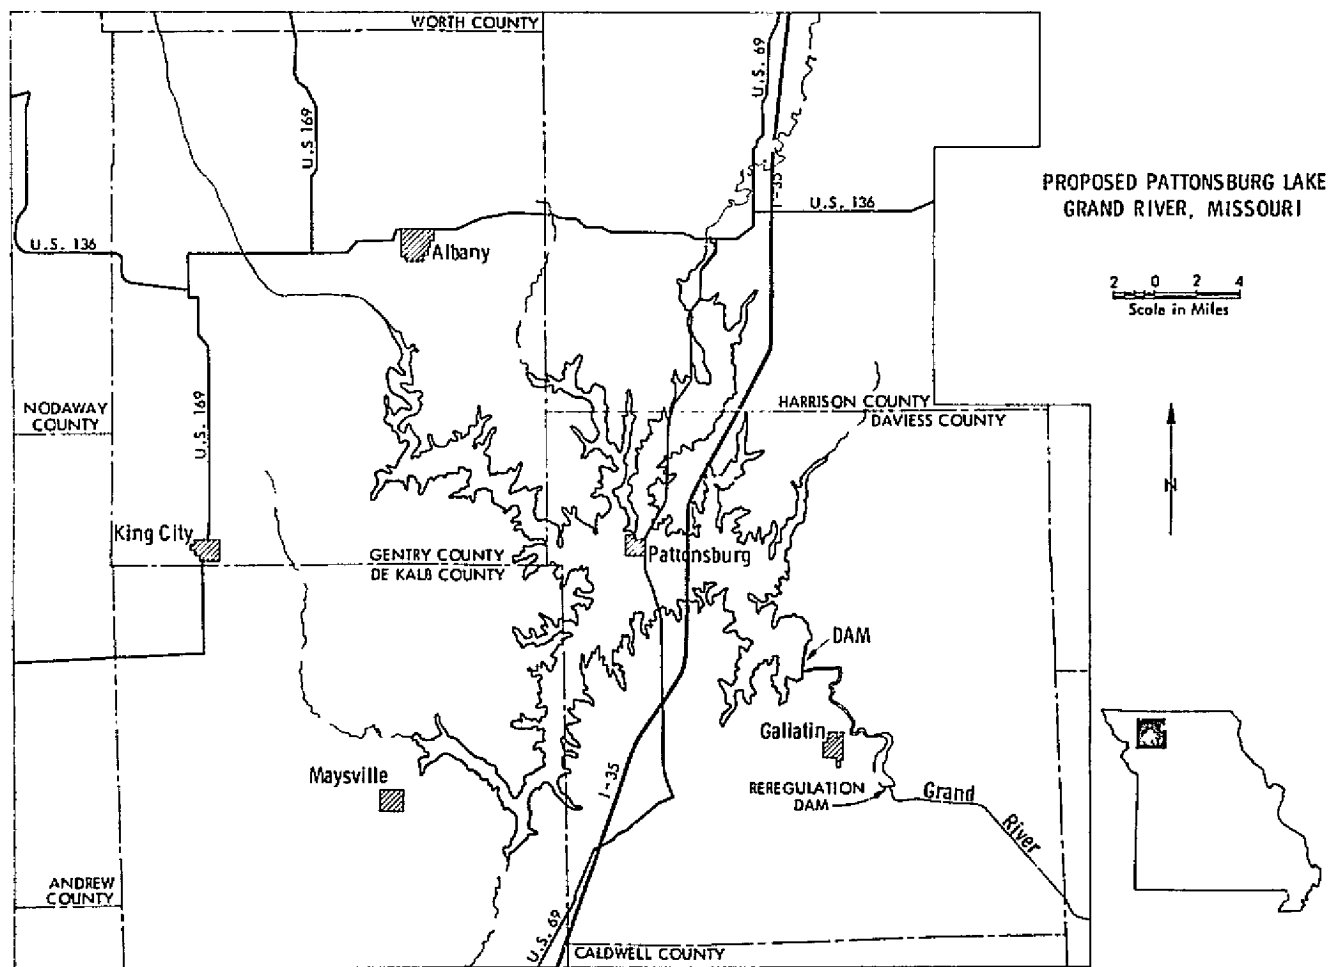 WORTH COUNTY
U.S. 69
U.S 169
I-35
U.S. 136
PROPOSED PATTONSBURG LAKE
GRAND RIVER, MISSOURI
U.S. 136
Albany
2 0 2 4
Scale in Miles
NODAWAY
COUNTY
U.S. 169
HARRISON COUNTY
DAVIESS COUNTY
N
King City
GENTRY COUNTY
DE KALB COUNTY
Pattonsburg
DAM
Gallatin
Maysville
I-35
REREGULATION
DAM
Grand
River
ANDREW
COUNTY
U.S. 69
CALDWELL COUNTY